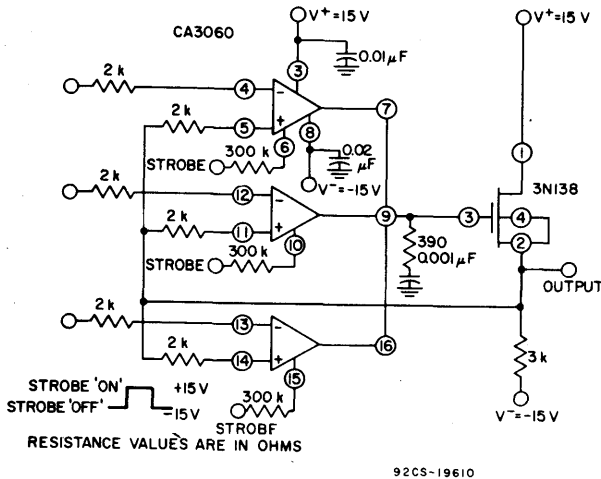 V+=15 V
V+=15 V
CA3060
0.01µF
3
2 k
4
−
7
2 k
5
+
6
8
1
300 k
0.02
µF
STROBE
V−=−15 V
3N138
2 k
12
−
9
3
4
2 k
11
+
10
2
390
0.001µF
300 k
STROBE
OUTPUT
2 k
13
−
16
2 k
14
+
15
3 k
STROBE 'ON'
+15 V
300 k
STROBE 'OFF'
−15 V
STROBE
V−=−15 V
RESISTANCE VALUES ARE IN OHMS
92CS-19610